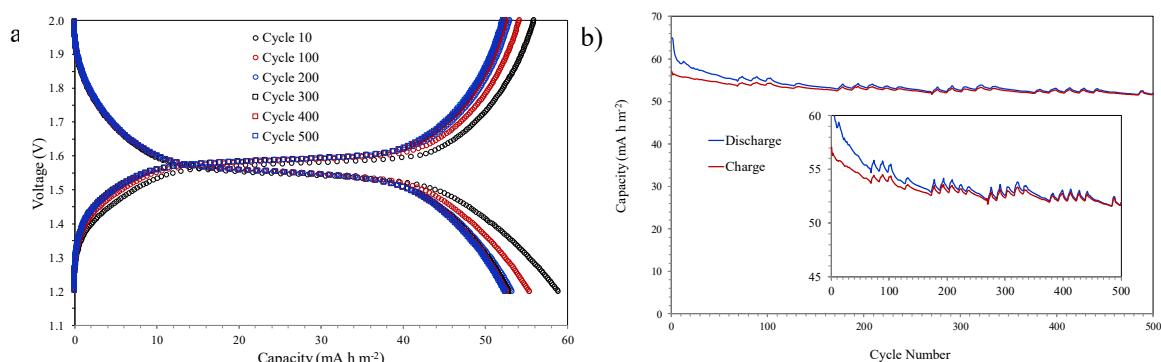 a
2.0
1.9
1.8
1.7
1.6
1.5
1.4
1.3
1.2
1.1
Voltage (V)
Cycle 10
Cycle 100
Cycle 200
Cycle 300
Cycle 400
Cycle 500
0 10 20 30 40 50 60
Capacity (mA h m-2)
b)
70
60
50
40
30
20
10
0
Capacity (mA h m-2)
Discharge
Charge
60
55
50
45
0 100 200 300 400 500
0 100 200 300 400 500
Cycle Number